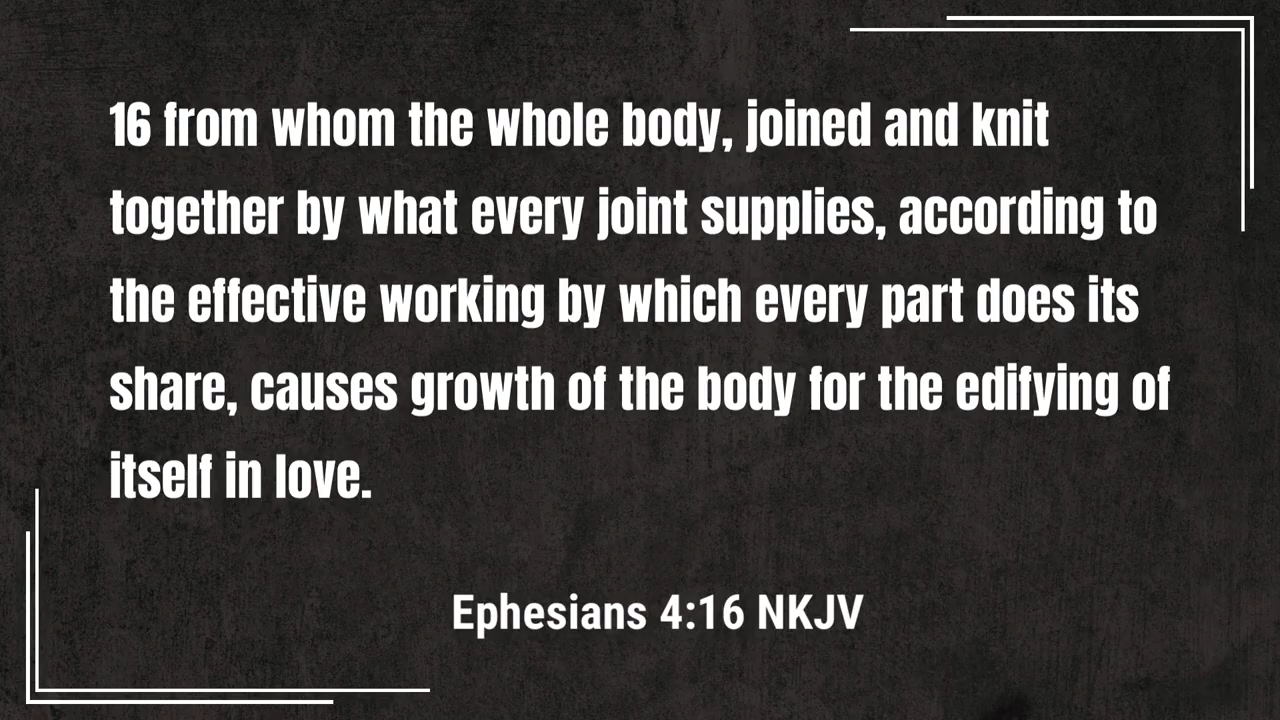 16 from whom the whole body, joined and knit
together by what every joint supplies, according to
the effective working by which every part does its
share, causes growth of the body for the edifying of
itself in love.
Ephesians 4:16 NKJV